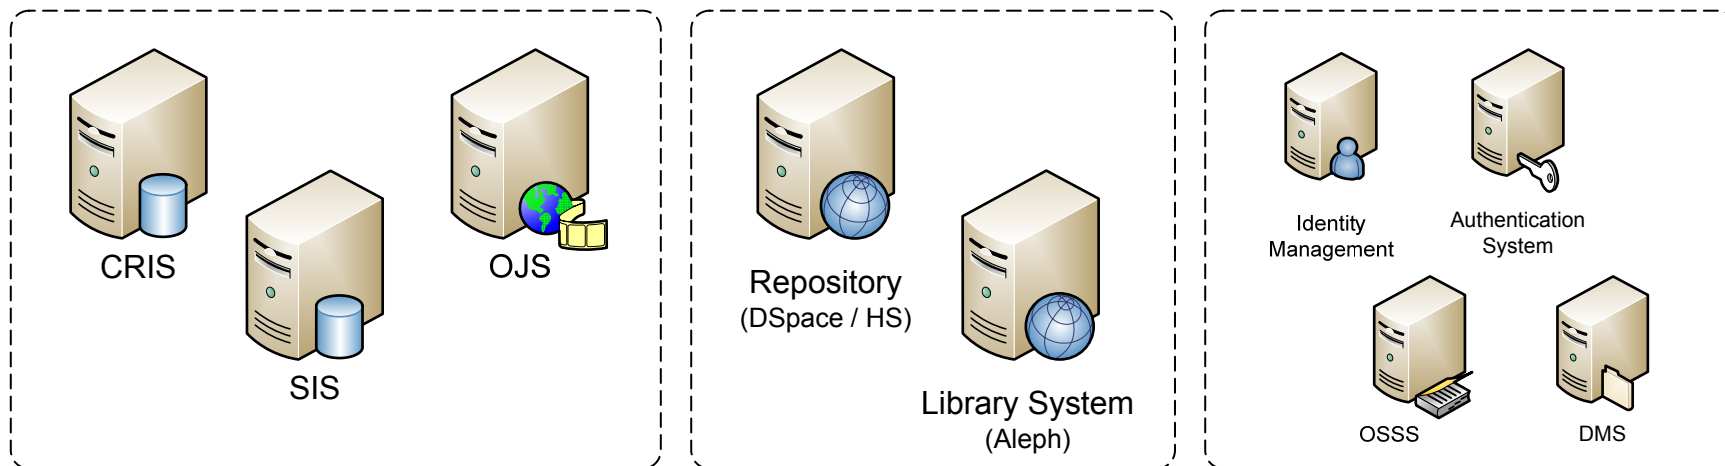 CRIS
SIS
OJS
Repository
(DSpace / HS)
Library System
(Aleph)
Identity
Management
Authentication
System
OSSS
DMS